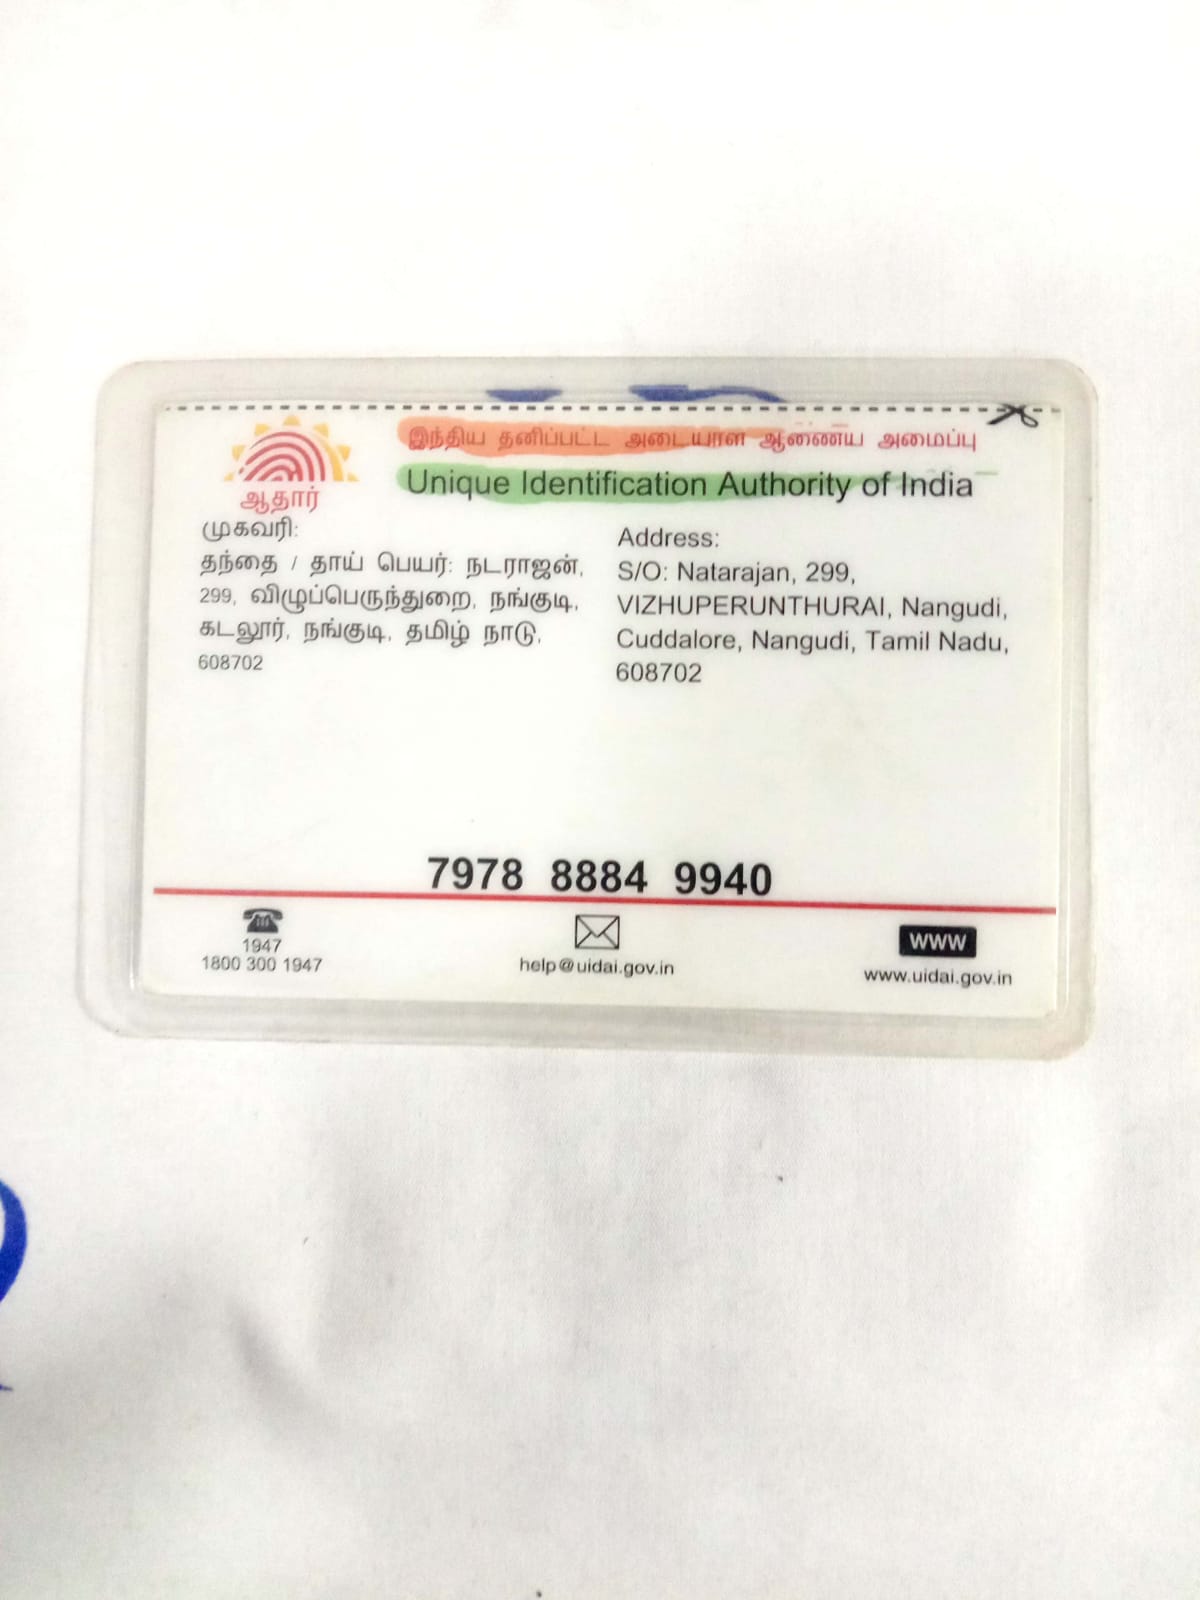 இந்திய தனிப்பட்ட அடையாள ஆணைய அமைப்பு
Unique Identification Authority of India
ஆதார்
முகவரி:
தந்தை / தாய் பெயர்: நடராஜன்,
299, விழுப்பெருந்துறை, நங்குடி,
கடலூர், நங்குடி, தமிழ் நாடு,
608702
Address:
S/O: Natarajan, 299,
VIZHUPERUNTHURAI, Nangudi,
Cuddalore, Nangudi, Tamil Nadu,
608702
7978 8884 9940
1947
1800 300 1947
help@uidai.gov.in
www
www.uidai.gov.in